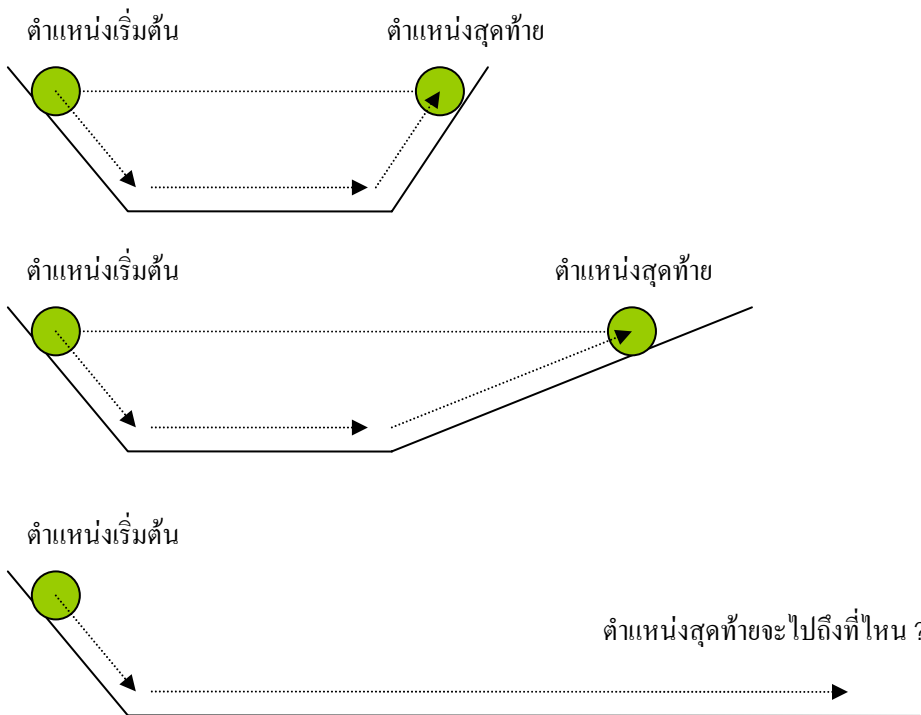 ตำแหน่งเริ่มต้น ตำแหน่งสุดท้าย
ตำแหน่งเริ่มต้น ตำแหน่งสุดท้าย
ตำแหน่งเริ่มต้น
ตำแหน่งสุดท้ายจะไปถึงที่ไหน ?